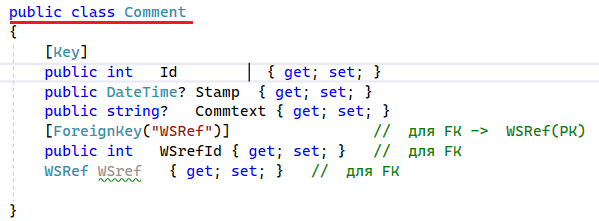 public class Comment
{
[Key]
public int Id { get; set; }
public DateTime? Stamp { get; set; }
public string? Commtext { get; set; }
[ForeignKey("WSRef")] // для FK -> WSRef(PK)
public int WSrefId { get; set; } // для FK
WSRef WSref { get; set; } // для FK
}